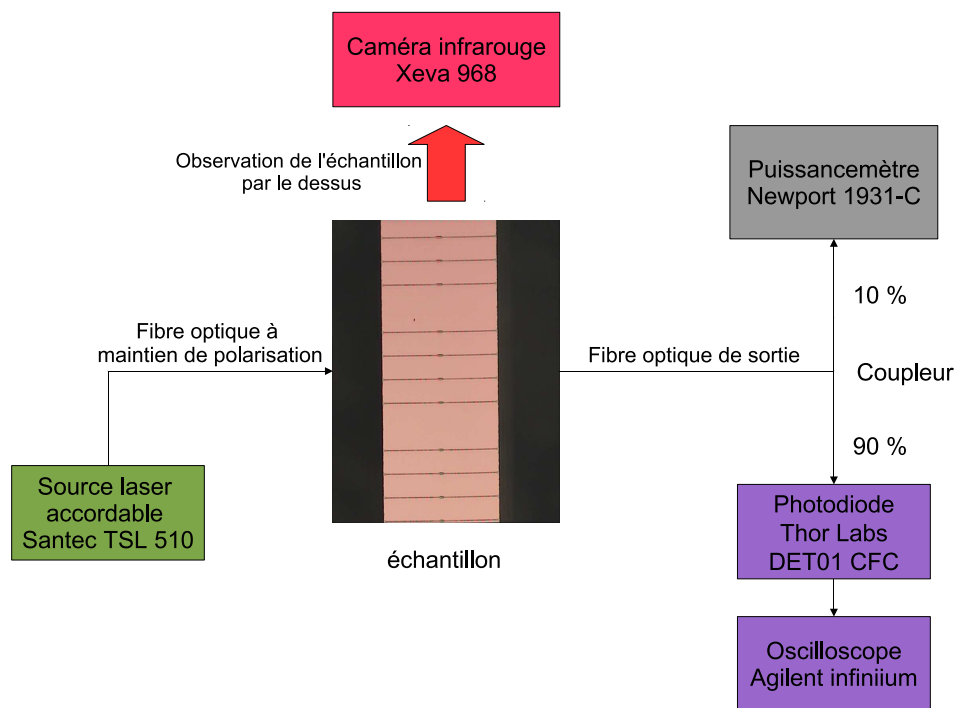 Caméra infrarouge
Xeva 968
Observation de l'échantillon
par le dessus
Puissancemètre
Newport 1931-C
10 %
Fibre optique à
maintien de polarisation
Fibre optique de sortie
Coupleur
90 %
Source laser
accordable
Santec TSL 510
échantillon
Photodiode
Thor Labs
DET01 CFC
Oscilloscope
Agilent infiniium